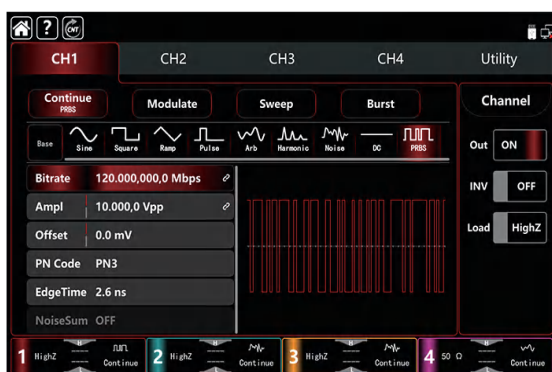 ? CNT
CH1 CH2 CH3 CH4 Utility
Continue
PRBS
Modulate Sweep Burst Channel
Base Sine Square Ramp Pulse Arb Harmonic Noise DC PRBS
Out ON
Bitrate 120.000,000,0 Mbps
INV OFF
Ampl 10.000,0 Vpp
Offset 0.0 mV
Load HighZ
PN Code PN3
EdgeTime 2.6 ns
NoiseSum OFF
1 HighZ Continue 2 HighZ Continue 3 HighZ Continue 4 50 Ω Continue